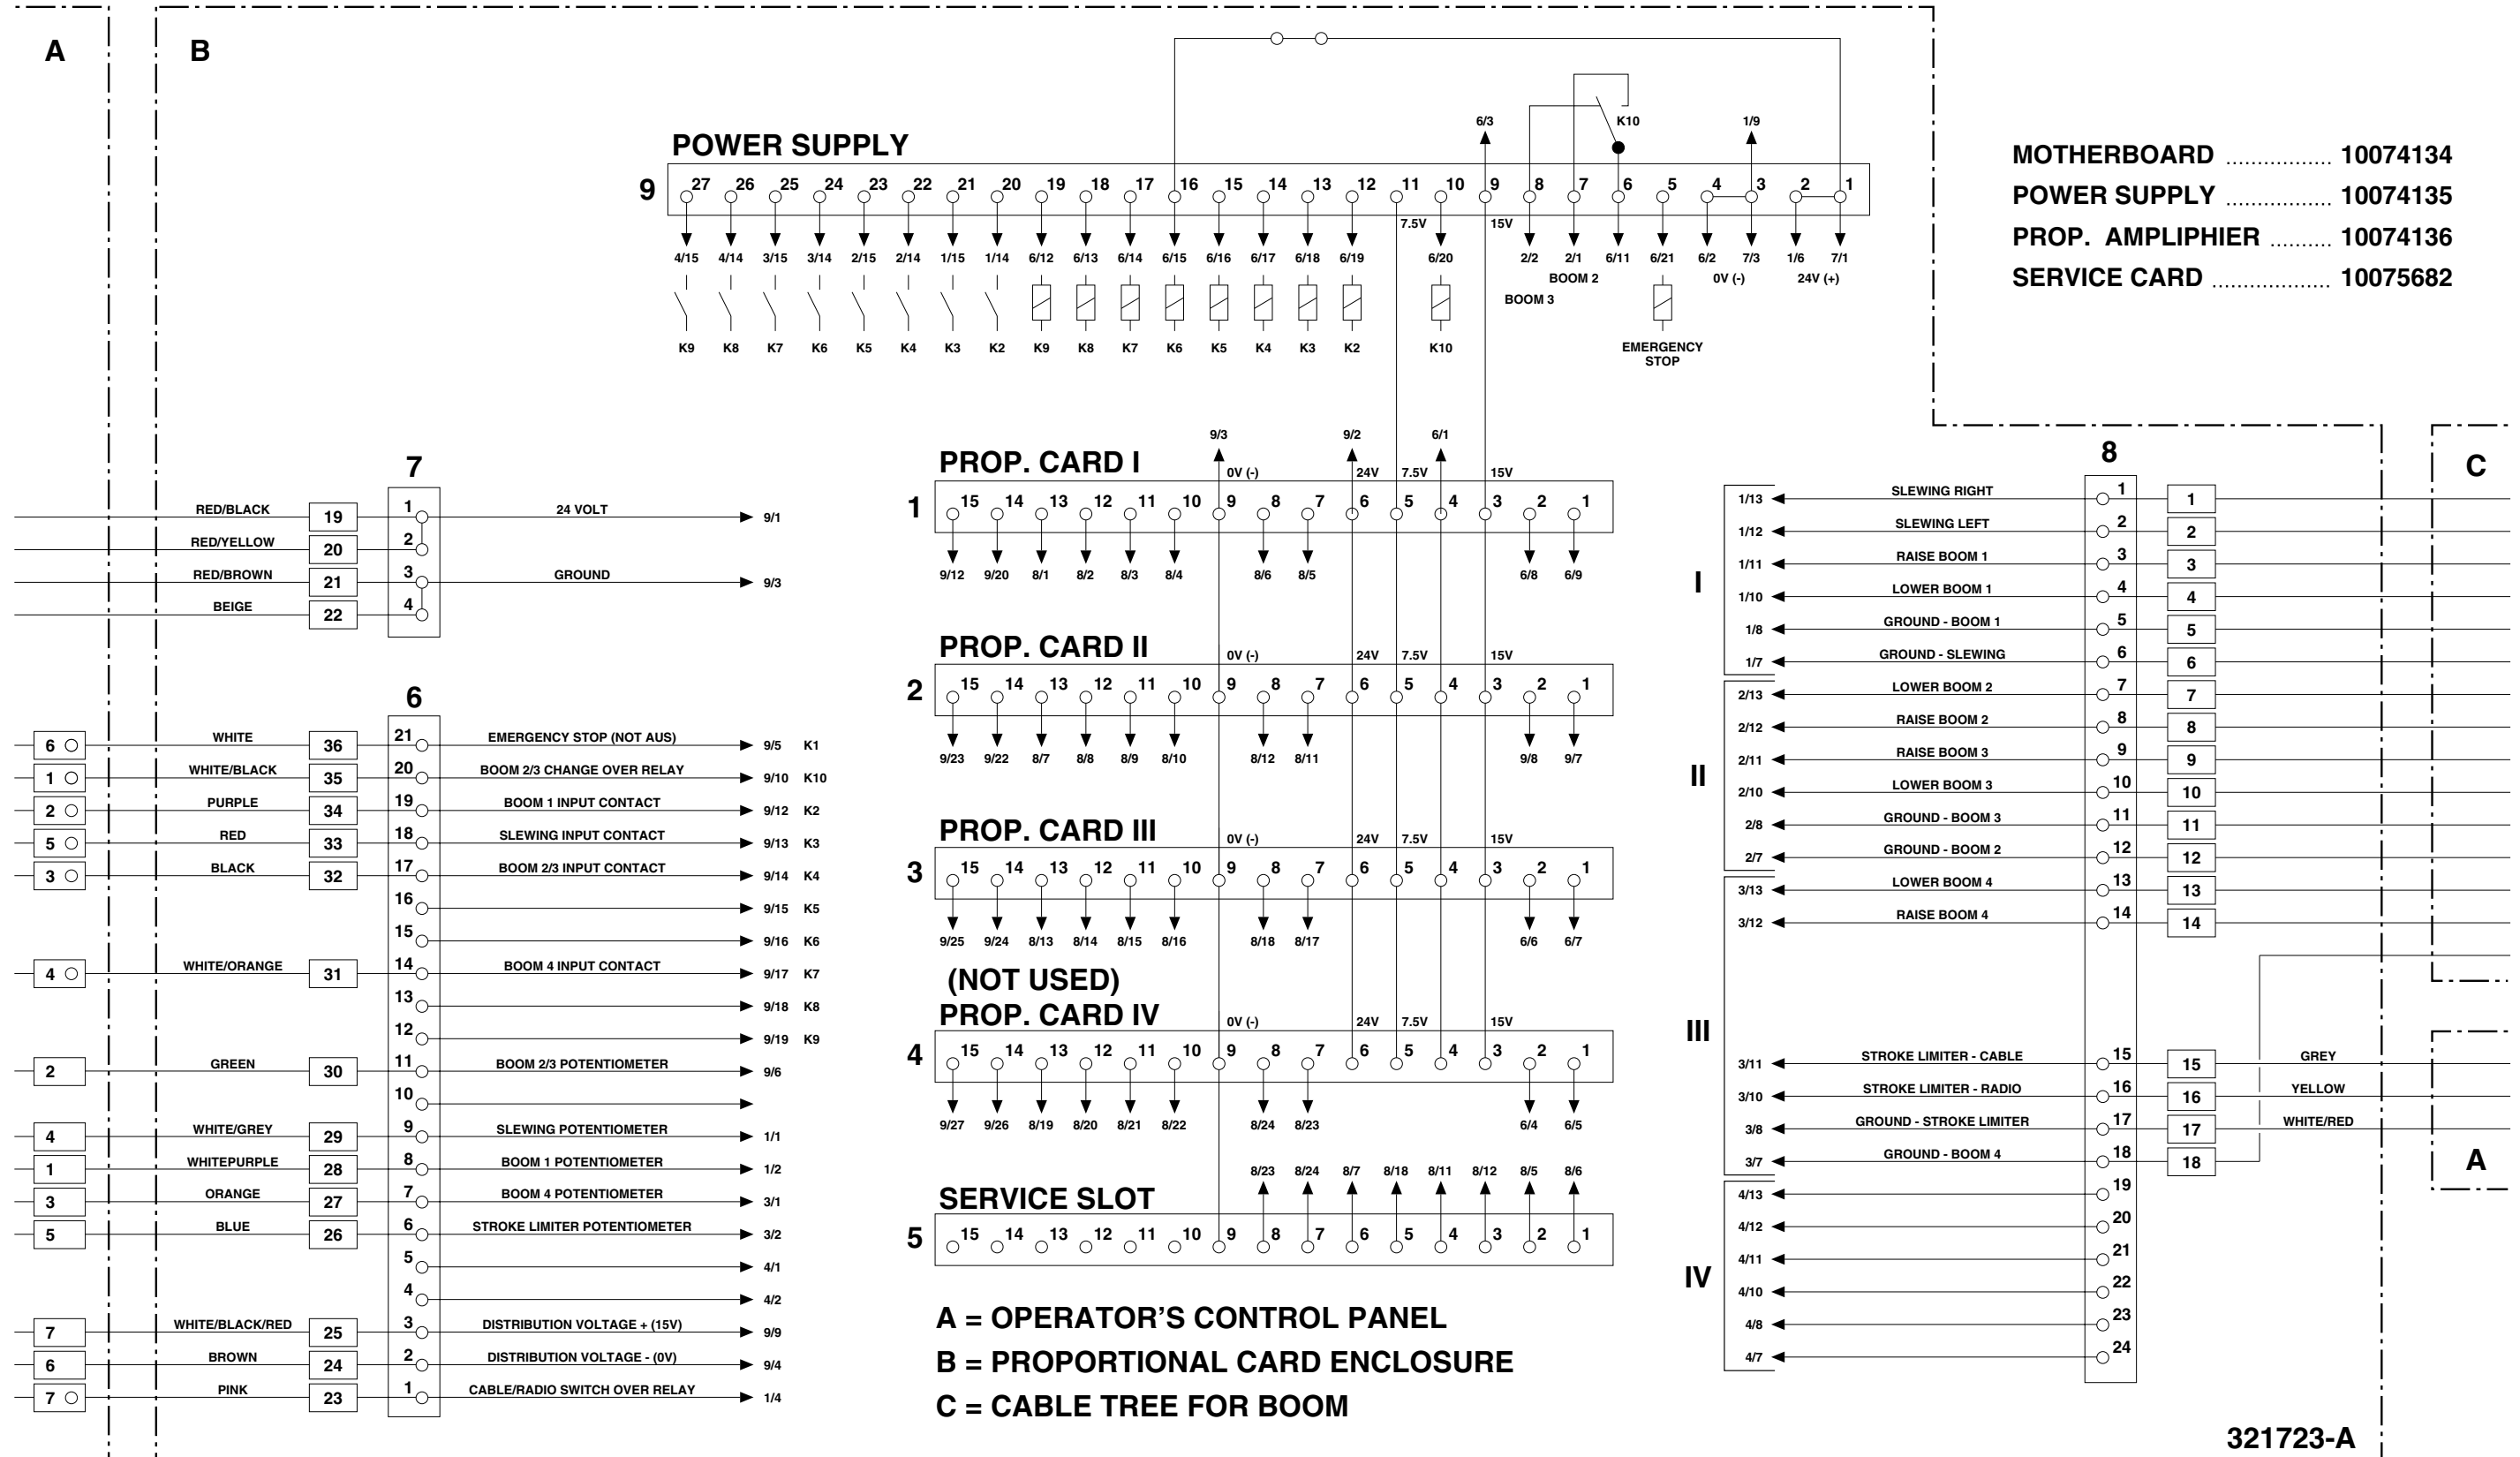 A
B
MOTHERBOARD ................. 10074134
POWER SUPPLY ................. 10074135
PROP. AMPLIPHIER .......... 10074136
SERVICE CARD ................... 10075682
K10
6/3
1/9
POWER SUPPLY
9
27 26 25 24 23 22 21 20 19 18 17 16 15 14 13 12 11 10 9 8 7 6 5 4 3 2 1
7.5V 15V
4/15 4/14 3/15 3/14 2/15 2/14 1/15 1/14 6/12 6/13 6/14 6/15 6/16 6/17 6/18 6/19 6/20 2/2 2/1 6/11 6/21 6/2 7/3 1/6 7/1
BOOM 2 0V (-) 24V (+)
BOOM 3
K9 K8 K7 K6 K5 K4 K3 K2 K9 K8 K7 K6 K5 K4 K3 K2 K10 EMERGENCY
STOP
7
RED/BLACK 19 1 24 VOLT 9/1
RED/YELLOW 20 2
RED/BROWN 21 3 GROUND 9/3
BEIGE 22 4
6
6 WHITE 36 21 EMERGENCY STOP (NOT AUS) 9/5 K1
1 WHITE/BLACK 35 20 BOOM 2/3 CHANGE OVER RELAY 9/10 K10
2 PURPLE 34 19 BOOM 1 INPUT CONTACT 9/12 K2
5 RED 33 18 SLEWING INPUT CONTACT 9/13 K3
3 BLACK 32 17 BOOM 2/3 INPUT CONTACT 9/14 K4
16 9/15 K5
15 9/16 K6
4 WHITE/ORANGE 31 14 BOOM 4 INPUT CONTACT 9/17 K7
13 9/18 K8
12 9/19 K9
2 GREEN 30 11 BOOM 2/3 POTENTIOMETER 9/6
10
4 WHITE/GREY 29 9 SLEWING POTENTIOMETER 1/1
1 WHITEPURPLE 28 8 BOOM 1 POTENTIOMETER 1/2
3 ORANGE 27 7 BOOM 4 POTENTIOMETER 3/1
5 BLUE 26 6 STROKE LIMITER POTENTIOMETER 3/2
5 4/1
4 4/2
7 WHITE/BLACK/RED 25 3 DISTRIBUTION VOLTAGE + (15V) 9/9
6 BROWN 24 2 DISTRIBUTION VOLTAGE - (0V) 9/4
7 PINK 23 1 CABLE/RADIO SWITCH OVER RELAY 1/4
9/3 9/2 6/1
PROP. CARD I 0V (-) 24V 7.5V 15V
1
15 14 13 12 11 10 9 8 7 6 5 4 3 2 1
9/12 9/20 8/1 8/2 8/3 8/4 8/6 8/5 6/8 6/9
PROP. CARD II 0V (-) 24V 7.5V 15V
2
15 14 13 12 11 10 9 8 7 6 5 4 3 2 1
9/23 9/22 8/7 8/8 8/9 8/10 8/12 8/11 9/8 9/7
PROP. CARD III 0V (-) 24V 7.5V 15V
3
15 14 13 12 11 10 9 8 7 6 5 4 3 2 1
9/25 9/24 8/13 8/14 8/15 8/16 8/18 8/17 6/6 6/7
(NOT USED)
PROP. CARD IV 0V (-) 24V 7.5V 15V
4
15 14 13 12 11 10 9 8 7 6 5 4 3 2 1
9/27 9/26 8/19 8/20 8/21 8/22 8/24 8/23 6/4 6/5
8/23 8/24 8/7 8/18 8/11 8/12 8/5 8/6
SERVICE SLOT
5
15 14 13 12 11 10 9 8 7 6 5 4 3 2 1
A = OPERATOR'S CONTROL PANEL
B = PROPORTIONAL CARD ENCLOSURE
C = CABLE TREE FOR BOOM
8
C
I
1/13 SLEWING RIGHT 1 1
1/12 SLEWING LEFT 2 2
1/11 RAISE BOOM 1 3 3
1/10 LOWER BOOM 1 4 4
1/8 GROUND - BOOM 1 5 5
1/7 GROUND - SLEWING 6 6
II
2/13 LOWER BOOM 2 7 7
2/12 RAISE BOOM 2 8 8
2/11 RAISE BOOM 3 9 9
2/10 LOWER BOOM 3 10 10
2/8 GROUND - BOOM 3 11 11
2/7 GROUND - BOOM 2 12 12
III
3/13 LOWER BOOM 4 13 13
3/12 RAISE BOOM 4 14 14
3/11 STROKE LIMITER - CABLE 15 15 GREY
3/10 STROKE LIMITER - RADIO 16 16 YELLOW
3/8 GROUND - STROKE LIMITER 17 17 WHITE/RED
3/7 GROUND - BOOM 4 18 18
A
IV
4/13 19
4/12 20
4/11 21
4/10 22
4/8 23
4/7 24
321723-A